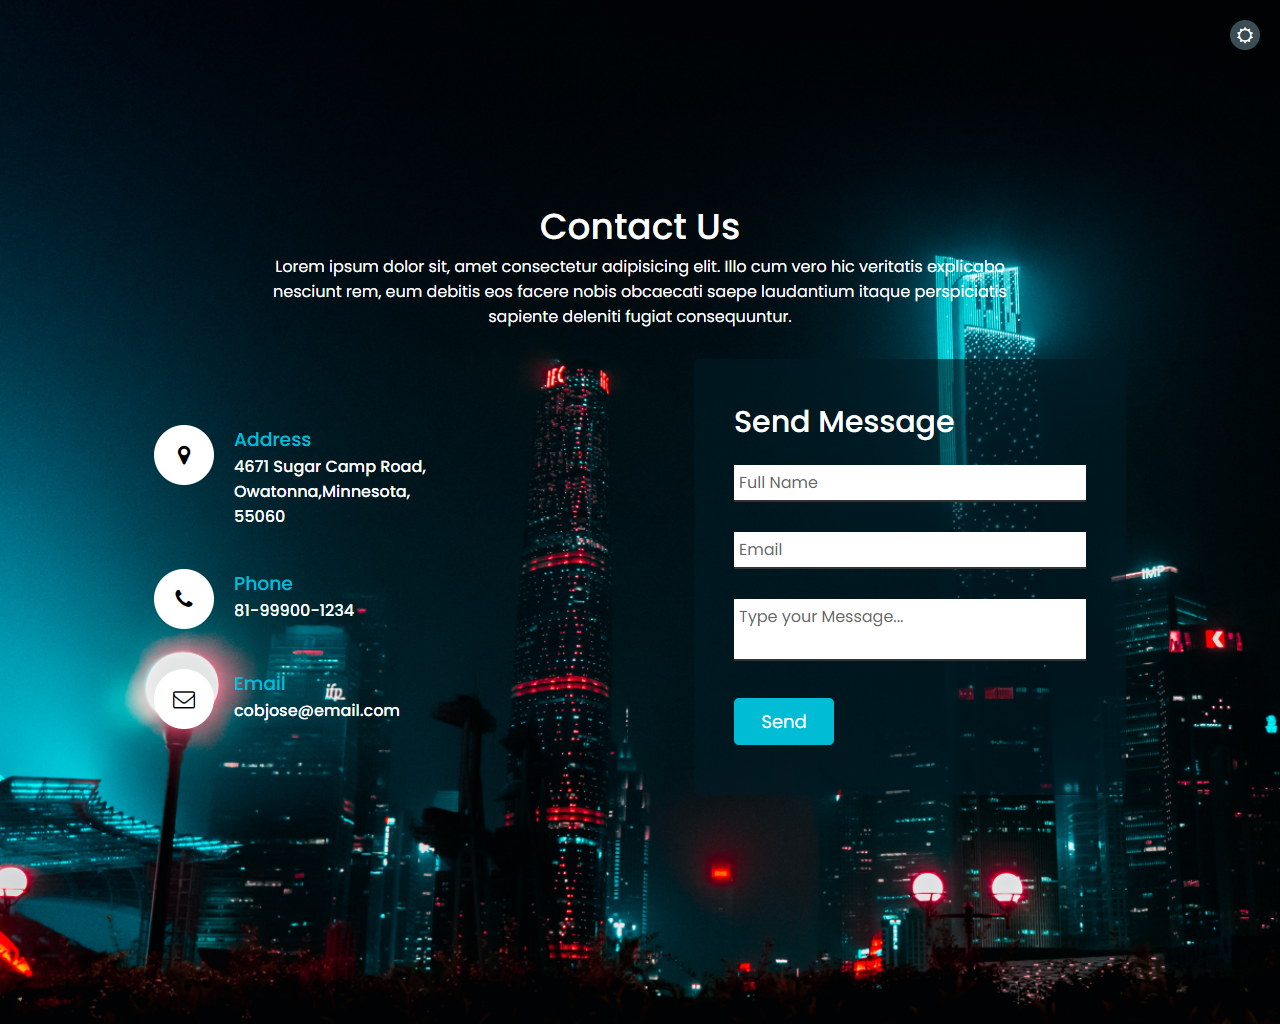 Contact Us
Lorem ipsum dolor sit, amet consectetur adipisicing elit. Illo cum vero hic veritatis explicabo
nesciunt rem, eum debitis eos facere nobis obcaecati saepe laudantium itaque perspiciatis
sapiente deleniti fugiat consequuntur.
Address
4671 Sugar Camp Road,
Owatonna,Minnesota,
55060
Phone
81-99900-1234
Email
cobjose@email.com
Send Message
Full Name
Email
Type your Message...
Send
IFC
ifp
IMP